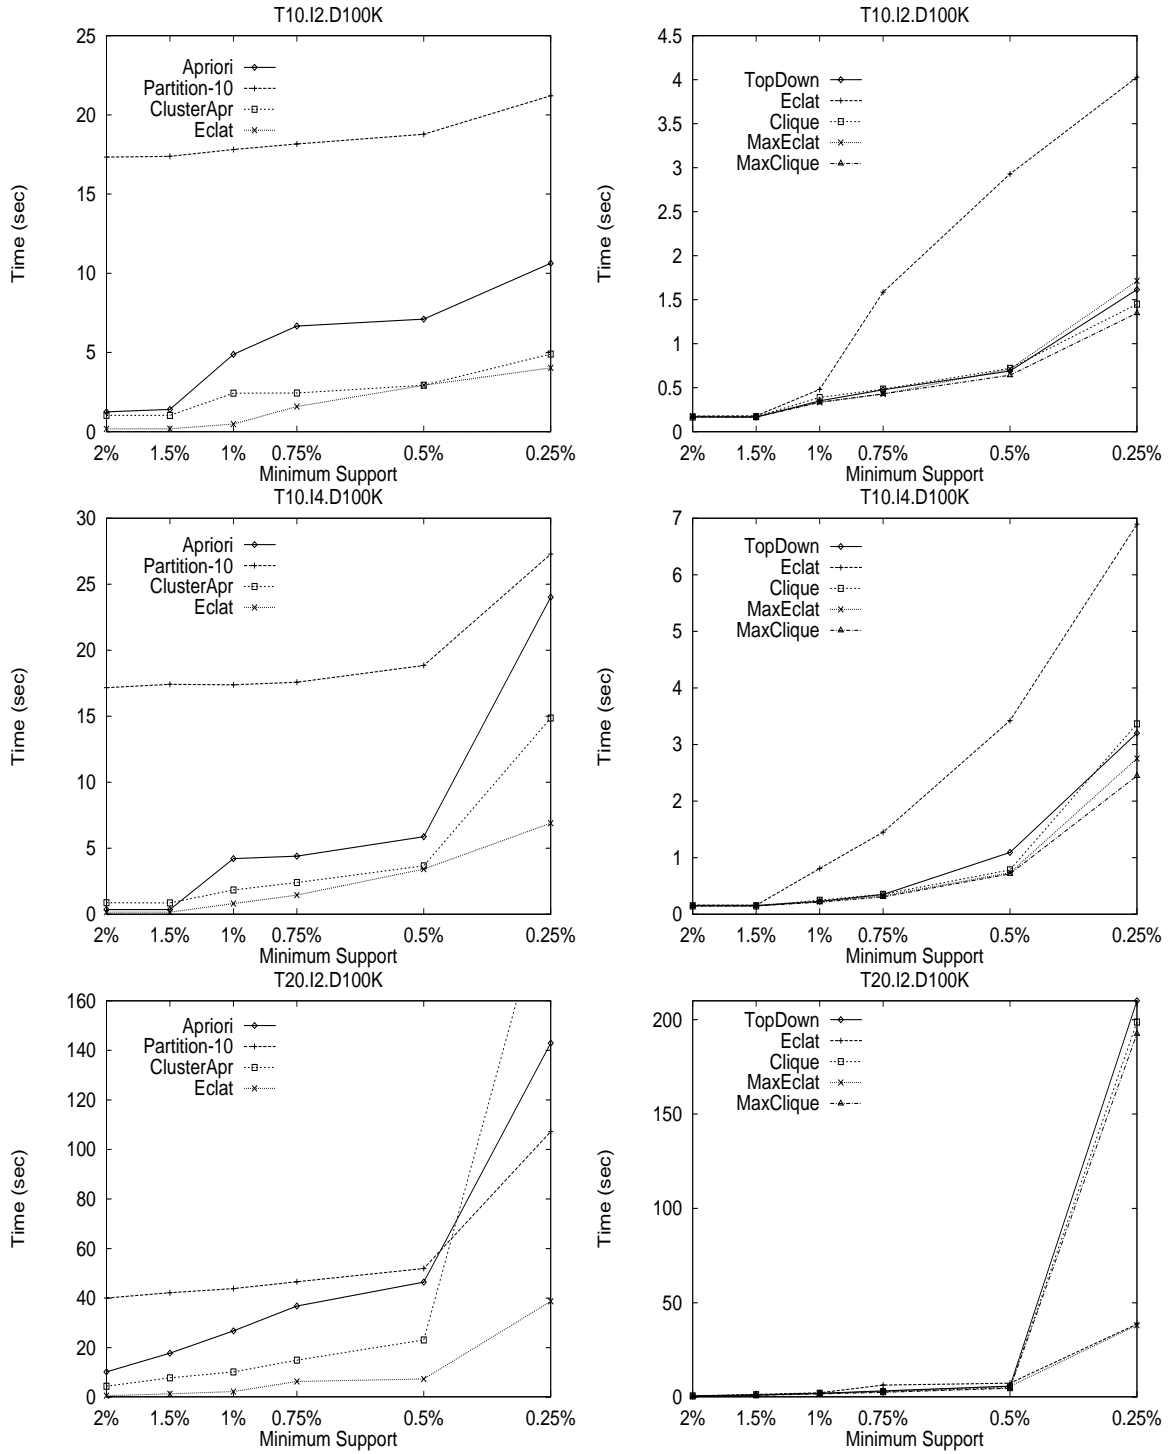 T10.I2.D100K
25
20
15
10
5
0
Time (sec)
Apriori
Partition-10
ClusterApr
Eclat
2% 1.5% 1% 0.75% 0.5% 0.25%
Minimum Support
T10.I2.D100K
4.5
4
3.5
3
2.5
2
1.5
1
0.5
0
Time (sec)
TopDown
Eclat
Clique
MaxEclat
MaxClique
2% 1.5% 1% 0.75% 0.5% 0.25%
Minimum Support
T10.I4.D100K
30
25
20
15
10
5
0
Time (sec)
Apriori
Partition-10
ClusterApr
Eclat
2% 1.5% 1% 0.75% 0.5% 0.25%
Minimum Support
T10.I4.D100K
7
6
5
4
3
2
1
0
Time (sec)
TopDown
Eclat
Clique
MaxEclat
MaxClique
2% 1.5% 1% 0.75% 0.5% 0.25%
Minimum Support
T20.I2.D100K
160
140
120
100
80
60
40
20
0
Time (sec)
Apriori
Partition-10
ClusterApr
Eclat
2% 1.5% 1% 0.75% 0.5% 0.25%
Minimum Support
T20.I2.D100K
200
150
100
50
0
Time (sec)
TopDown
Eclat
Clique
MaxEclat
MaxClique
2% 1.5% 1% 0.75% 0.5% 0.25%
Minimum Support